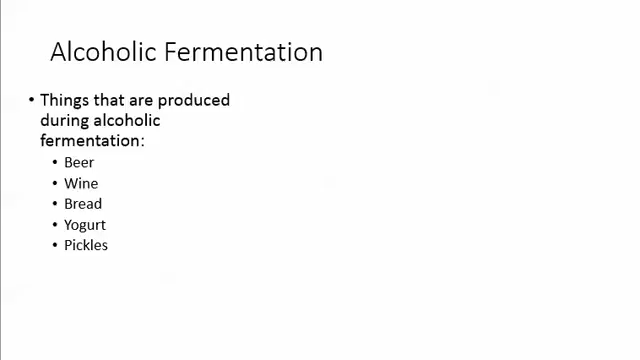 Alcoholic Fermentation
• Things that are produced
during alcoholic
fermentation:
• Beer
• Wine
• Bread
• Yogurt
• Pickles